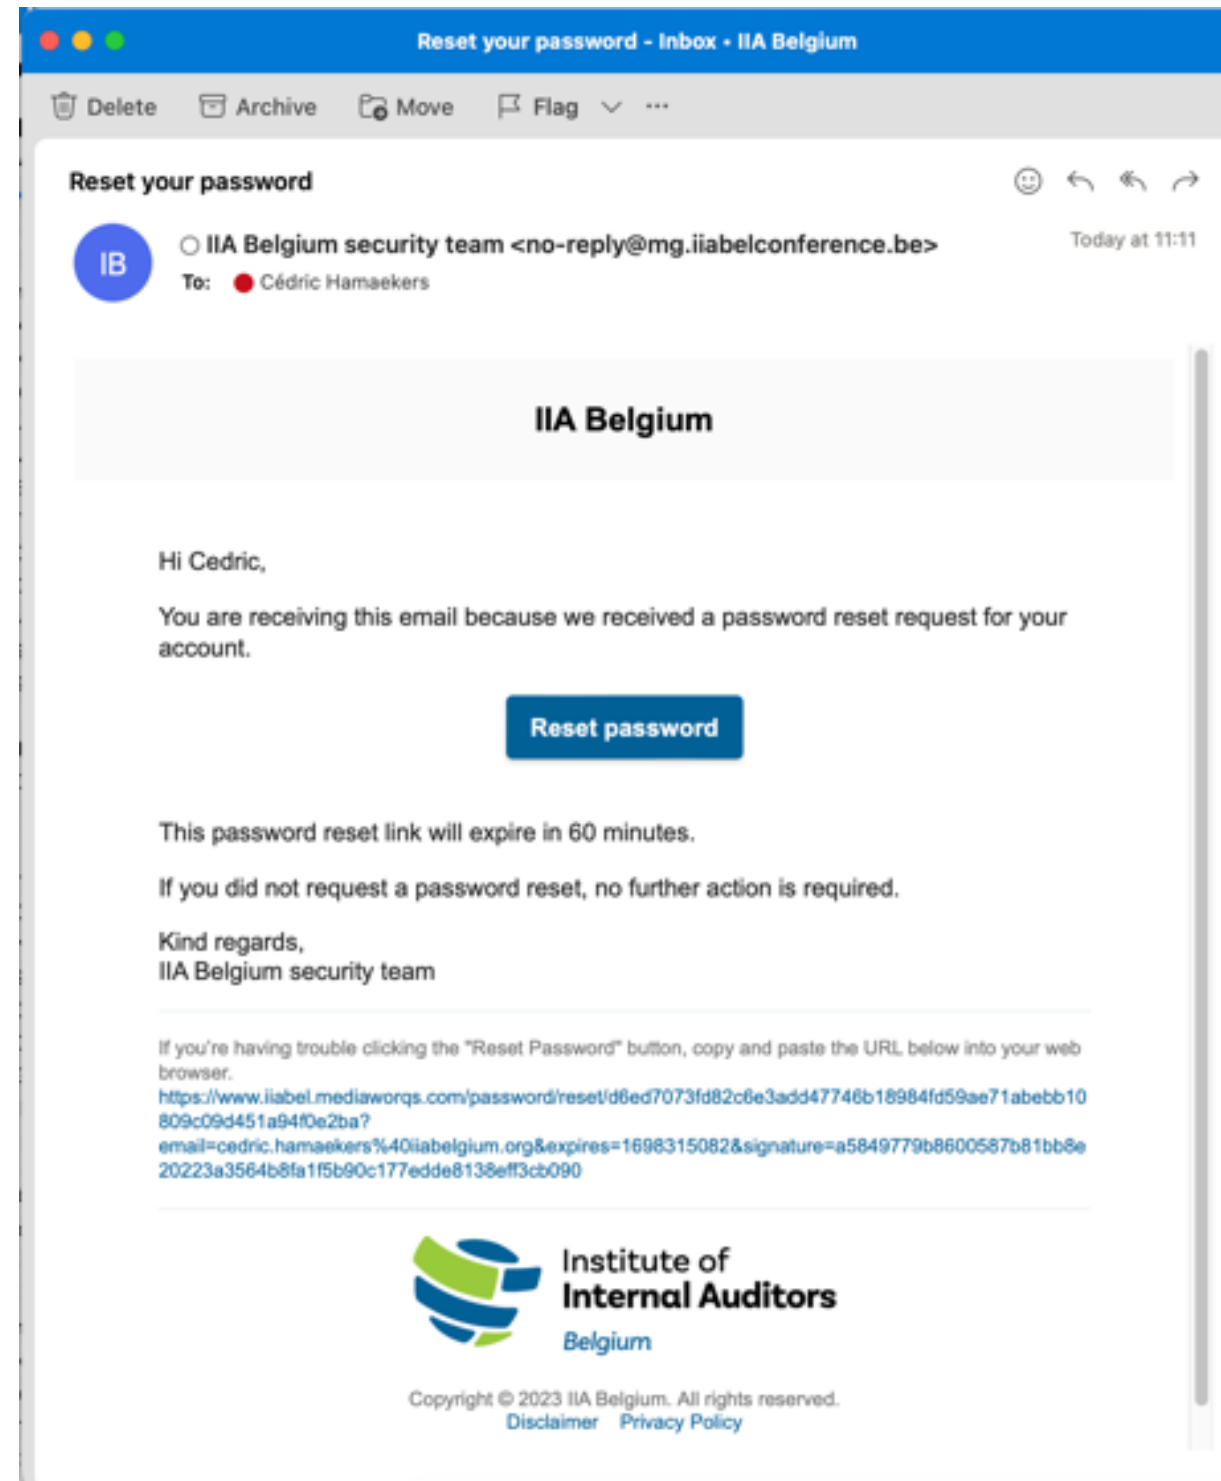 Reset your password - Inbox • IIA Belgium
Delete Archive Move Flag ...
Reset your password
IB
IIA Belgium security team <no-reply@mg.iiabelconference.be>
Today at 11:11
To: Cédric Hamaekers
IIA Belgium
Hi Cedric,
You are receiving this email because we received a password reset request for your
account.
Reset password
This password reset link will expire in 60 minutes.
If you did not request a password reset, no further action is required.
Kind regards,
IIA Belgium security team
If you're having trouble clicking the "Reset Password" button, copy and paste the URL below into your web
browser.
https://www.iiabel.mediaworqs.com/password/reset/d6ed7073fd82c6e3add47746b18984fd59ae71abebb10
809c09d451a94f0e2ba?
email=cedric.hamaekers%40iiabelgium.org&expires=1698315082&signature=a5849779b8600587b81bb8e
20223a3564b8fa1f5b90c177edde8138eff3cb090
Institute of
Internal Auditors
Belgium
Copyright © 2023 IIA Belgium. All rights reserved.
Disclaimer Privacy Policy